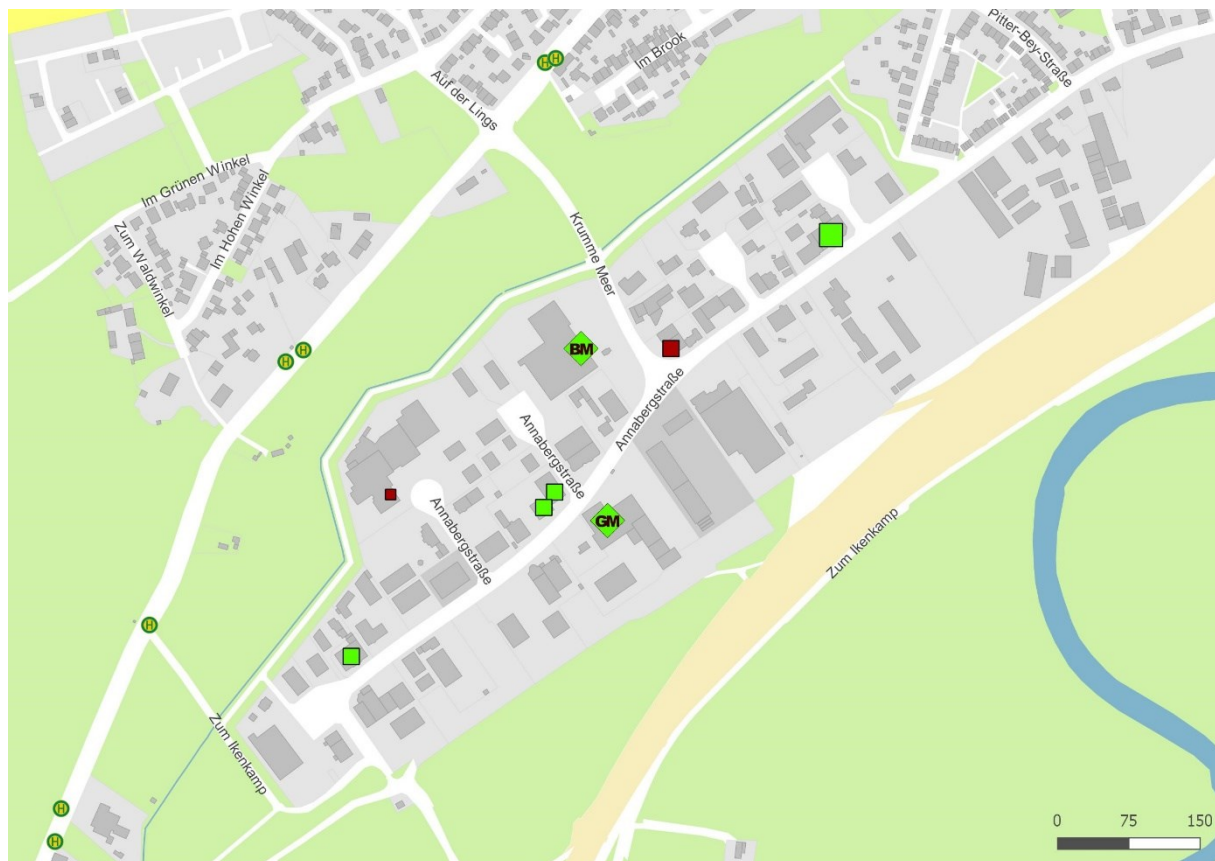 H H
Im Brook
Pitter-Bey-Straße
Auf der Lings
Im Grünen Winkel
Im Hohen Winkel
Zum Waldwinkel
Krumme Meer
H H
BM
Annabergstraße
Annabergstraße
Annabergstraße
GM
Zum Ikenkamp
H
Zum Ikenkamp
H
H
0 75 150